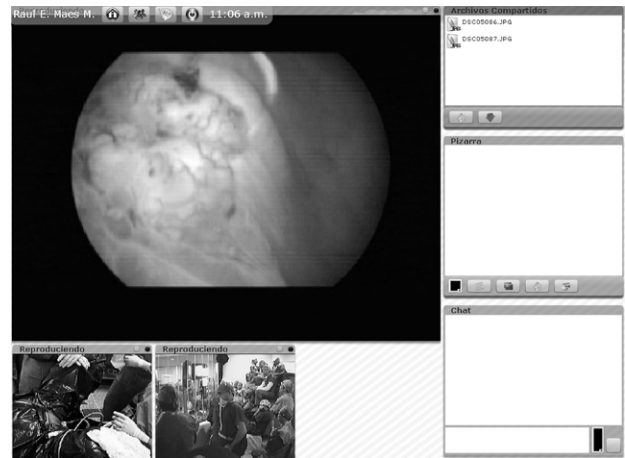 Raul E. Maes M. 11:06 a.m.
Archivos Compartidos
DSC05086.JPG
DSC05087.JPG
Pizarra
Chat
Reproduciendo
Reproduciendo